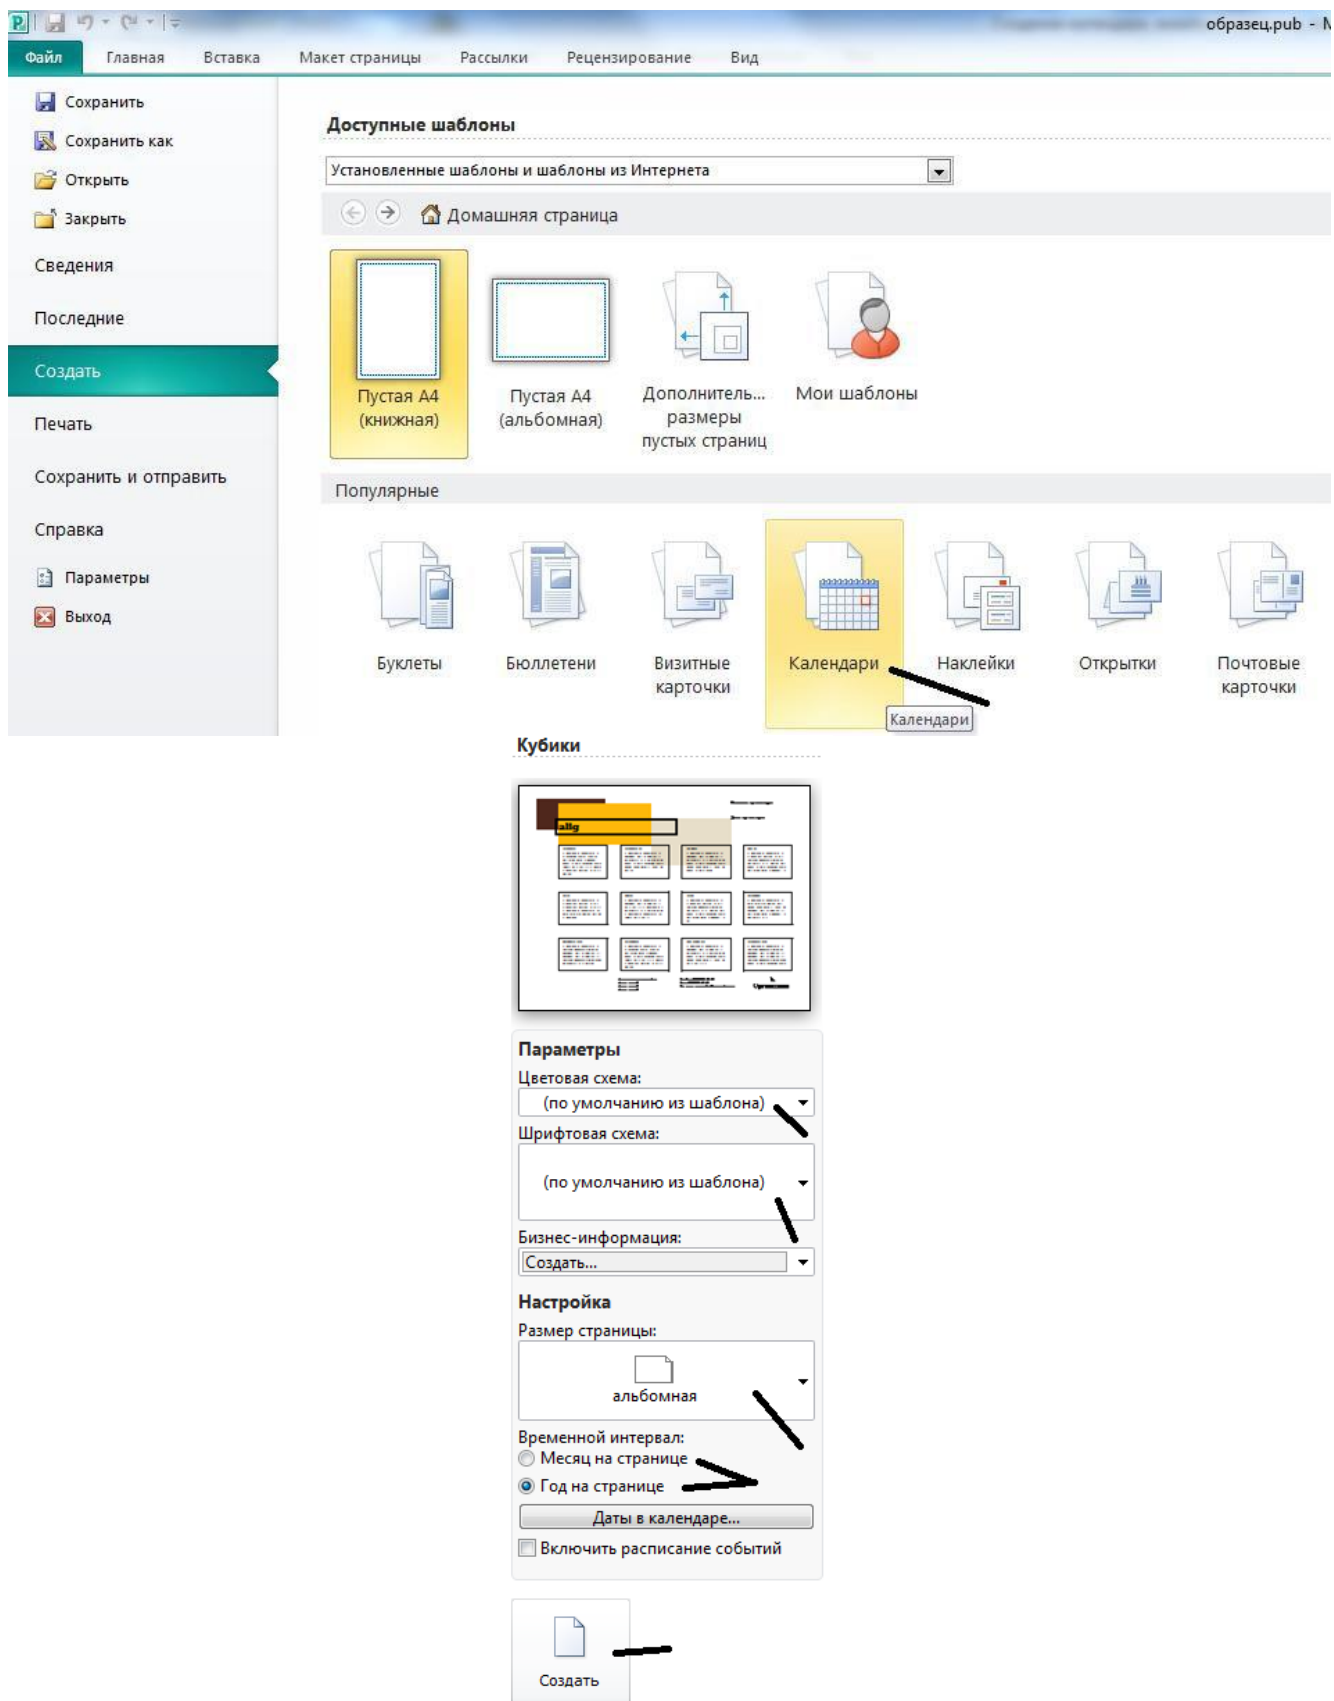 образец.pub - M
Файл Главная Вставка Макет страницы Рассылки Рецензирование Вид
Сохранить
Сохранить как
Открыть
Закрыть
Сведения
Последние
Создать
Печать
Сохранить и отправить
Справка
Параметры
Выход
Доступные шаблоны
Установленные шаблоны и шаблоны из Интернета
Домашняя страница
Пустая А4
(книжная)
Пустая А4
(альбомная)
Дополнитель...
размеры
пустых страниц
Мои шаблоны
Популярные
Буклеты
Бюллетени
Визитные
карточки
Календари
Наклейки
Открытки
Почтовые
карточки
Календари
Кубики
Параметры
Цветовая схема:
(по умолчанию из шаблона)
Шрифтовая схема:
(по умолчанию из шаблона)
Бизнес-информация:
Создать...
Настройка
Размер страницы:
альбомная
Временной интервал:
Месяц на странице
Год на странице
Даты в календаре...
Включить расписание событий
Создать